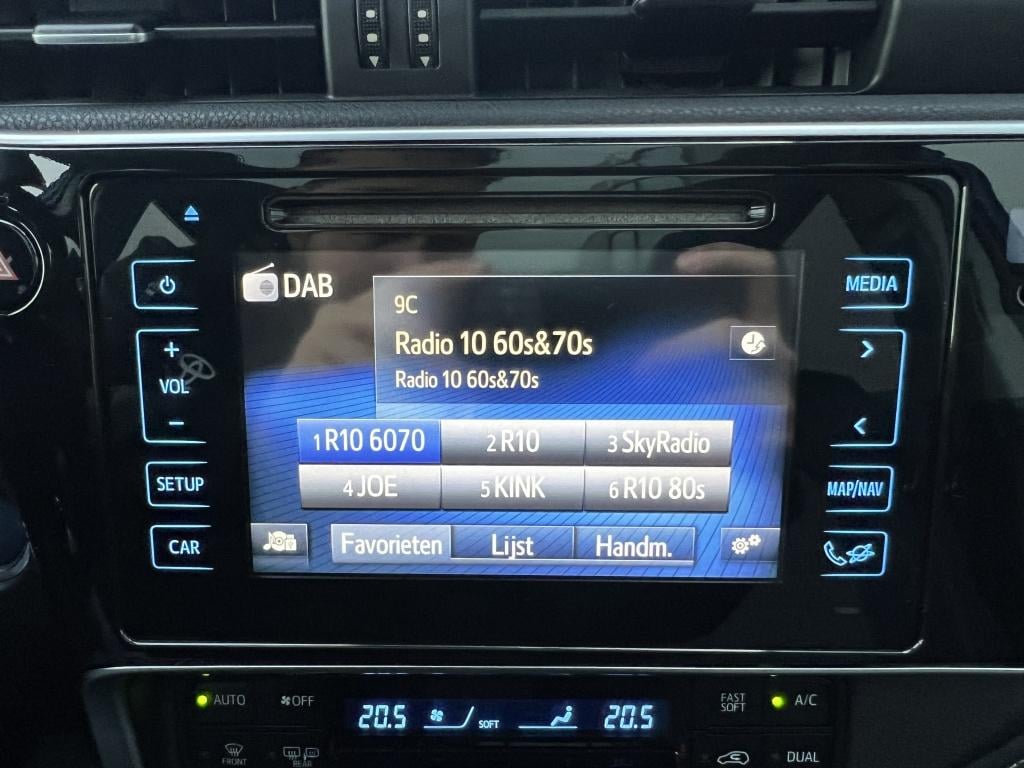 DAB
9C
Radio 10 60s&70s
Radio 10 60s&70s
1 R10 6070 2 R10 3 SkyRadio
4 JOE 5 KINK 6 R10 80s
Favorieten Lijst Handm.
+
VOL
-
SETUP
CAR
MEDIA
>
<
MAP/NAV
AUTO OFF
20.5 SOFT 20.5
FAST
SOFT
A/C
FRONT REAR
DUAL